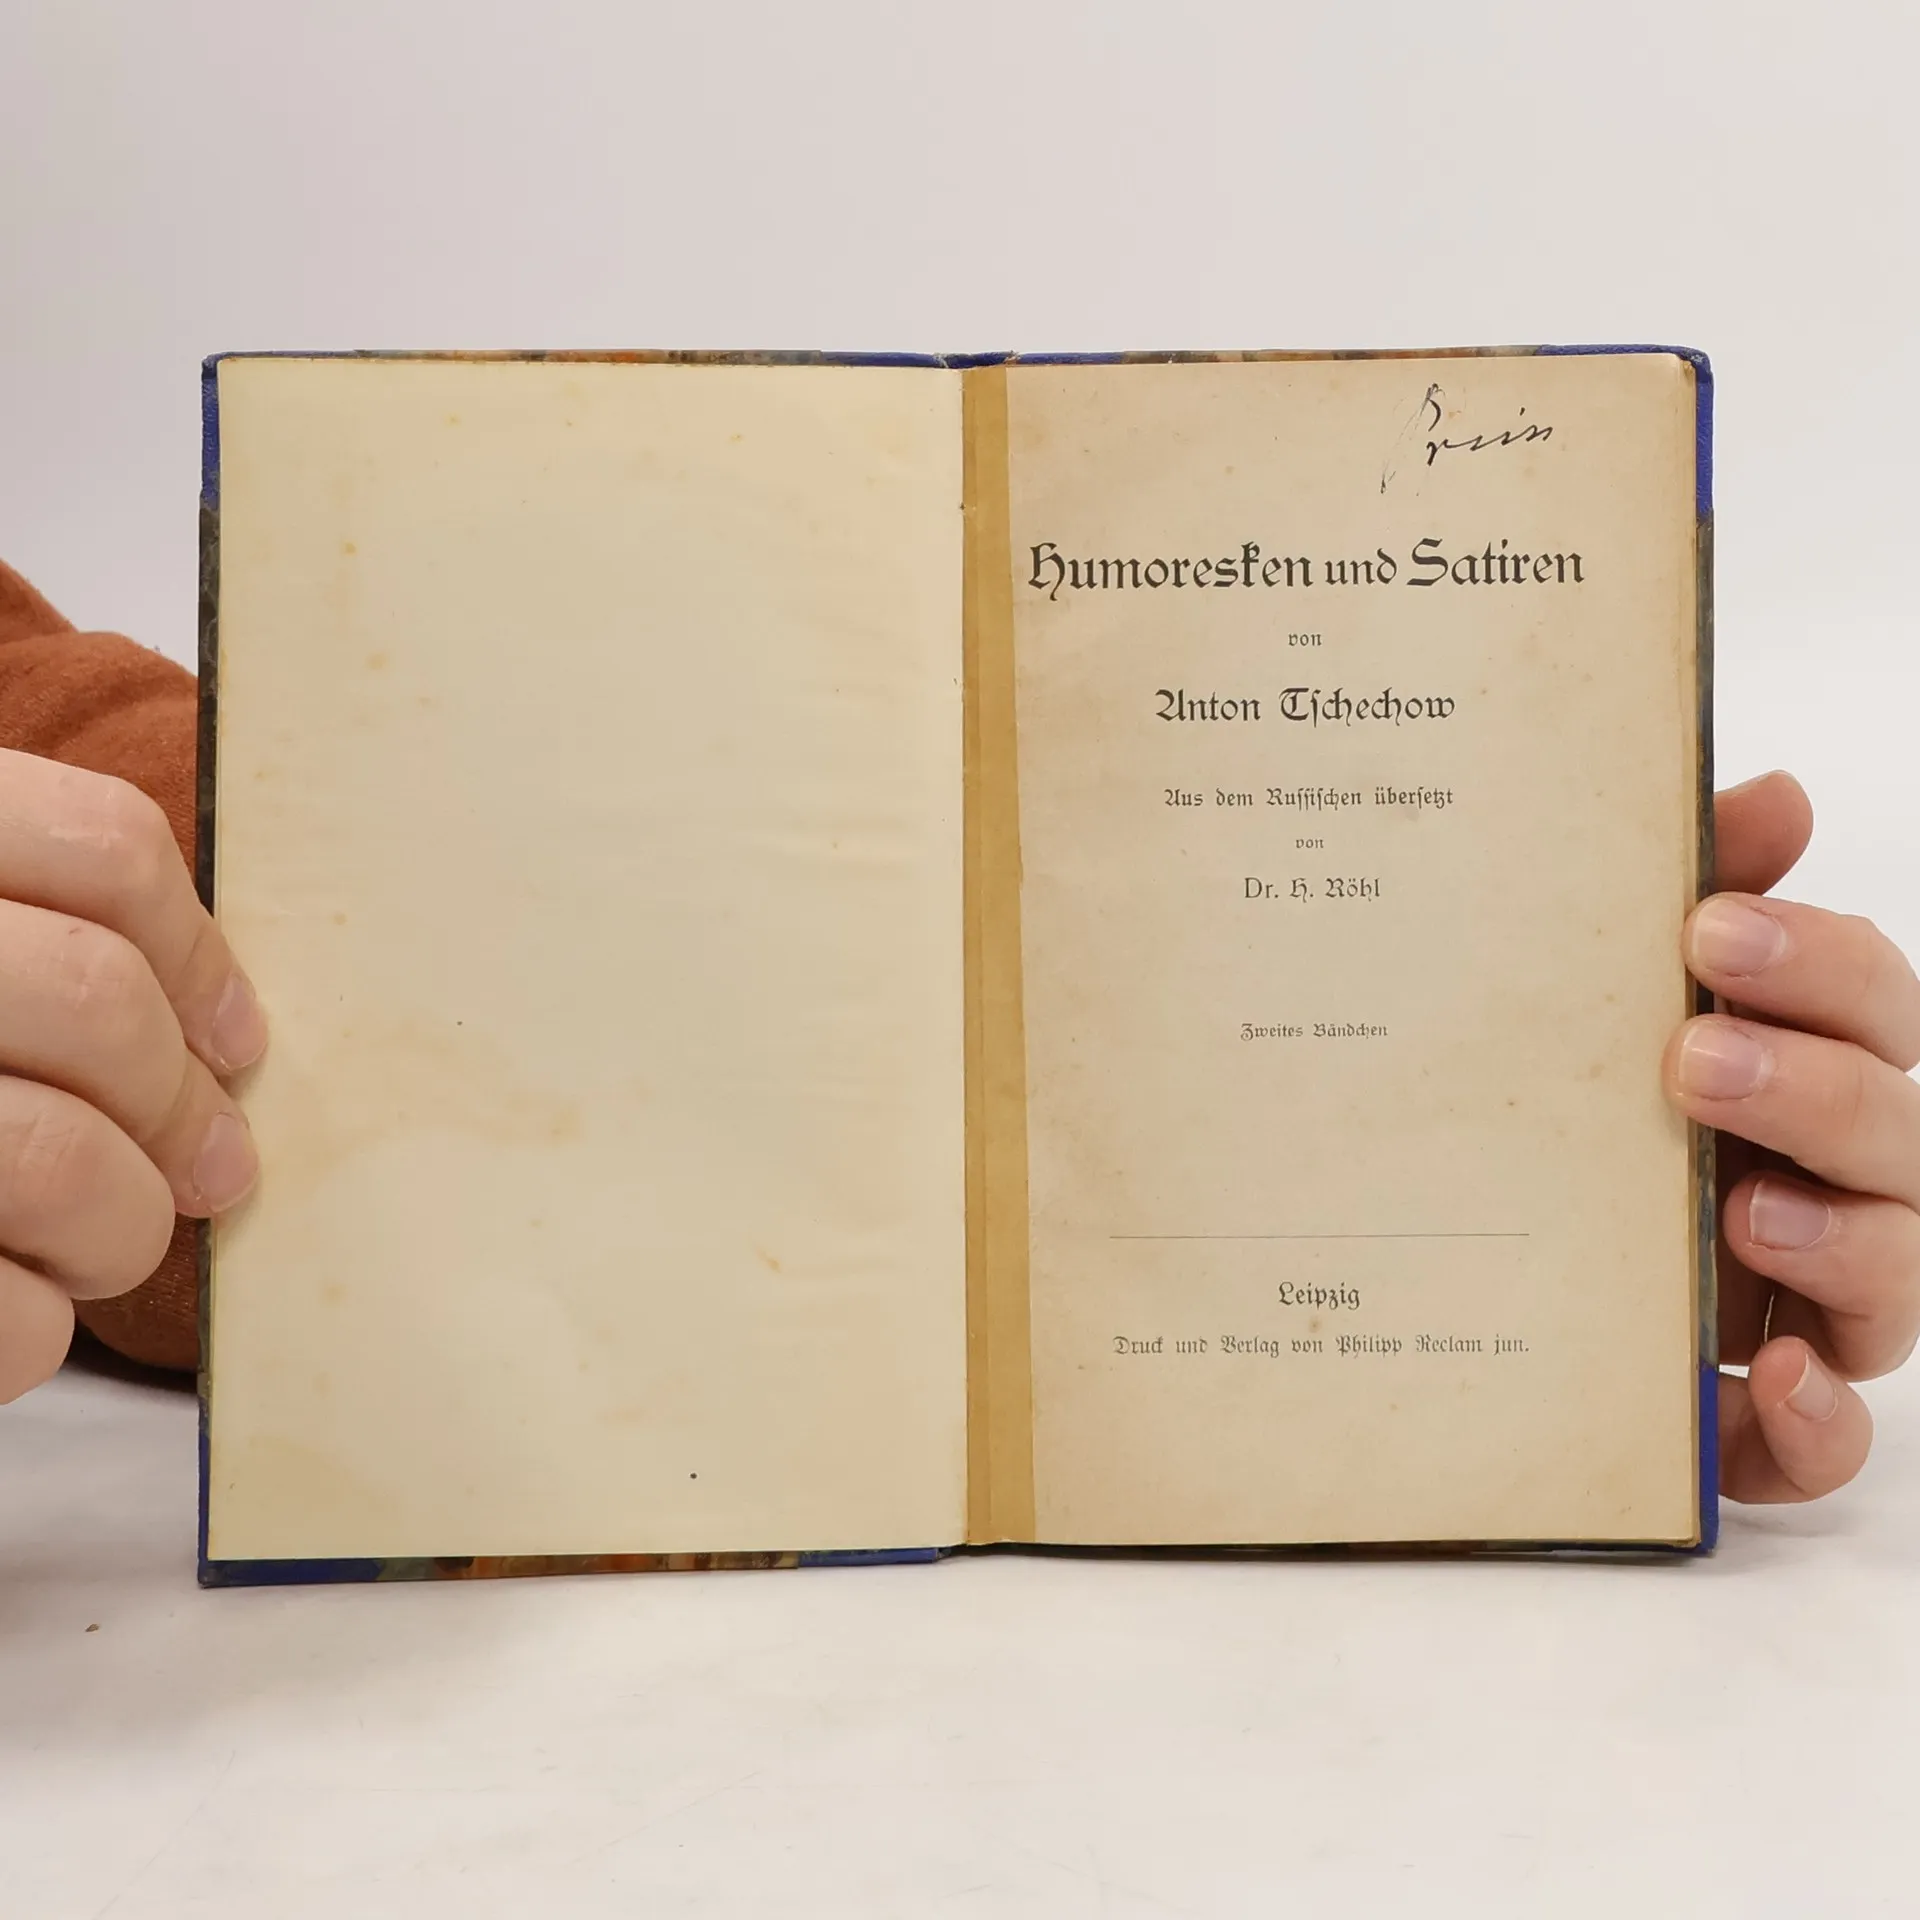 Humoresken und Satiren
von
Anton Tschechow
Aus dem Russischen übersetzt
von
Dr. H. Röhl
Zweites Bändchen
Leipzig
Druck und Verlag von Philipp Reclam jun.